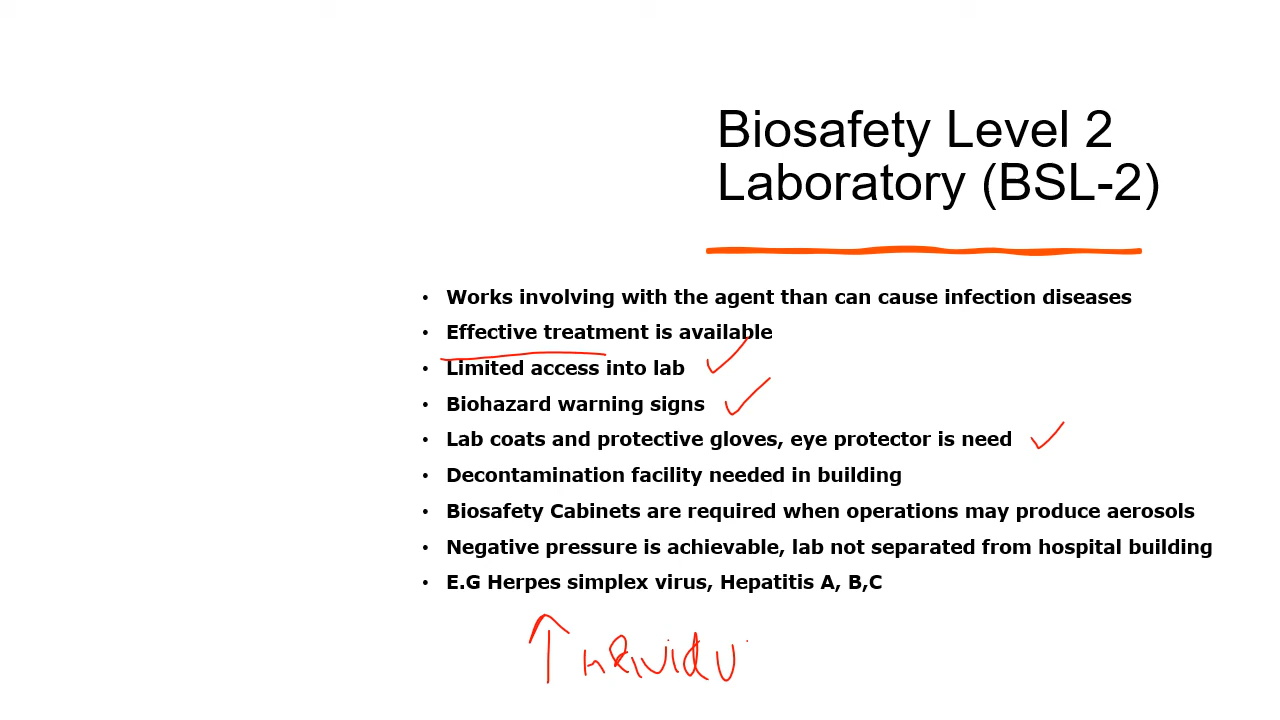 Biosafety Level 2
Laboratory (BSL-2)
• Works involving with the agent than can cause infection diseases
• Effective treatment is available
• Limited access into lab
• Biohazard warning signs
• Lab coats and protective gloves, eye protector is need
• Decontamination facility needed in building
• Biosafety Cabinets are required when operations may produce aerosols
• Negative pressure is achievable, lab not separated from hospital building
• E.G Herpes simplex virus, Hepatitis A, B,C